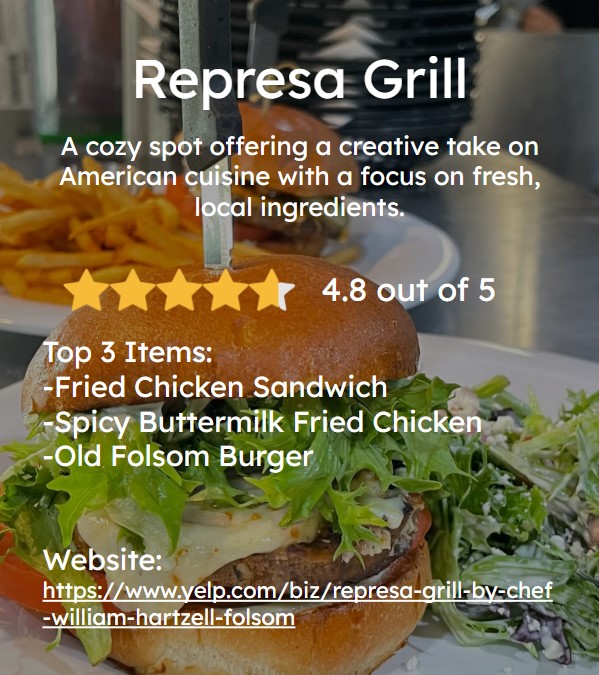 Represa Grill
A cozy spot offering a creative take on
American cuisine with a focus on fresh,
local ingredients.
4.8 out of 5
Top 3 Items:
-Fried Chicken Sandwich
-Spicy Buttermilk Fried Chicken
-Old Folsom Burger
Website:
https://www.yelp.com/biz/represa-grill-by-chef
-william-hartzell-folsom